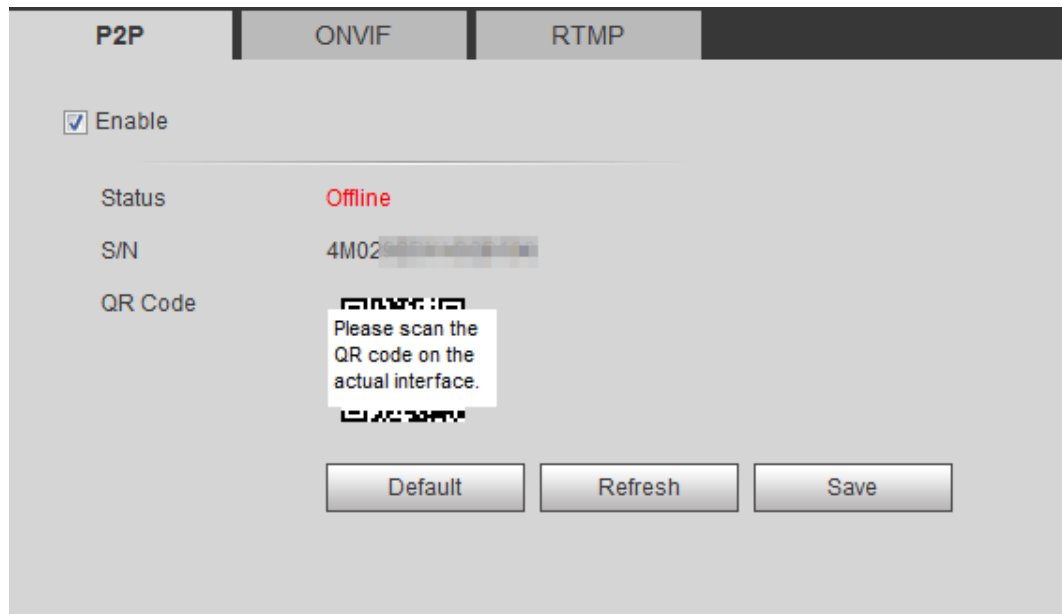 P2P ONVIF RTMP
Enable
Status Offline
S/N 4M02
QR Code
Please scan the
QR code on the
actual interface.
Default Refresh Save